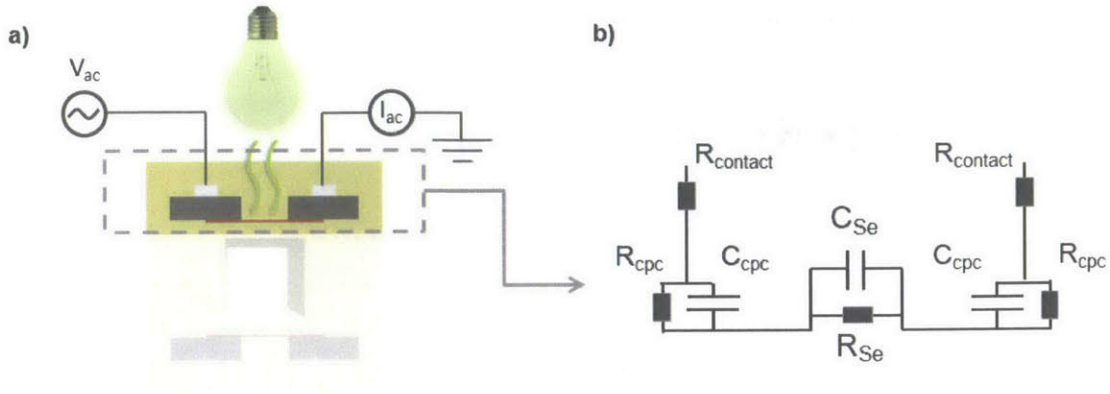 a)
V_ac
I_ac
b)
R_contact
R_contact
C_Se
R_cpc
C_cpc
C_cpc
R_cpc
R_Se